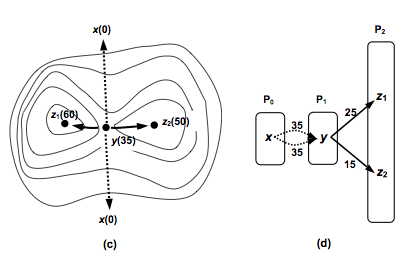 x(0)
z₁(60)
z₂(50)
y(35)
x(0)
(c)
P₂
P₀
P₁
z₁
25
35
x
y
35
15
z₂
(d)